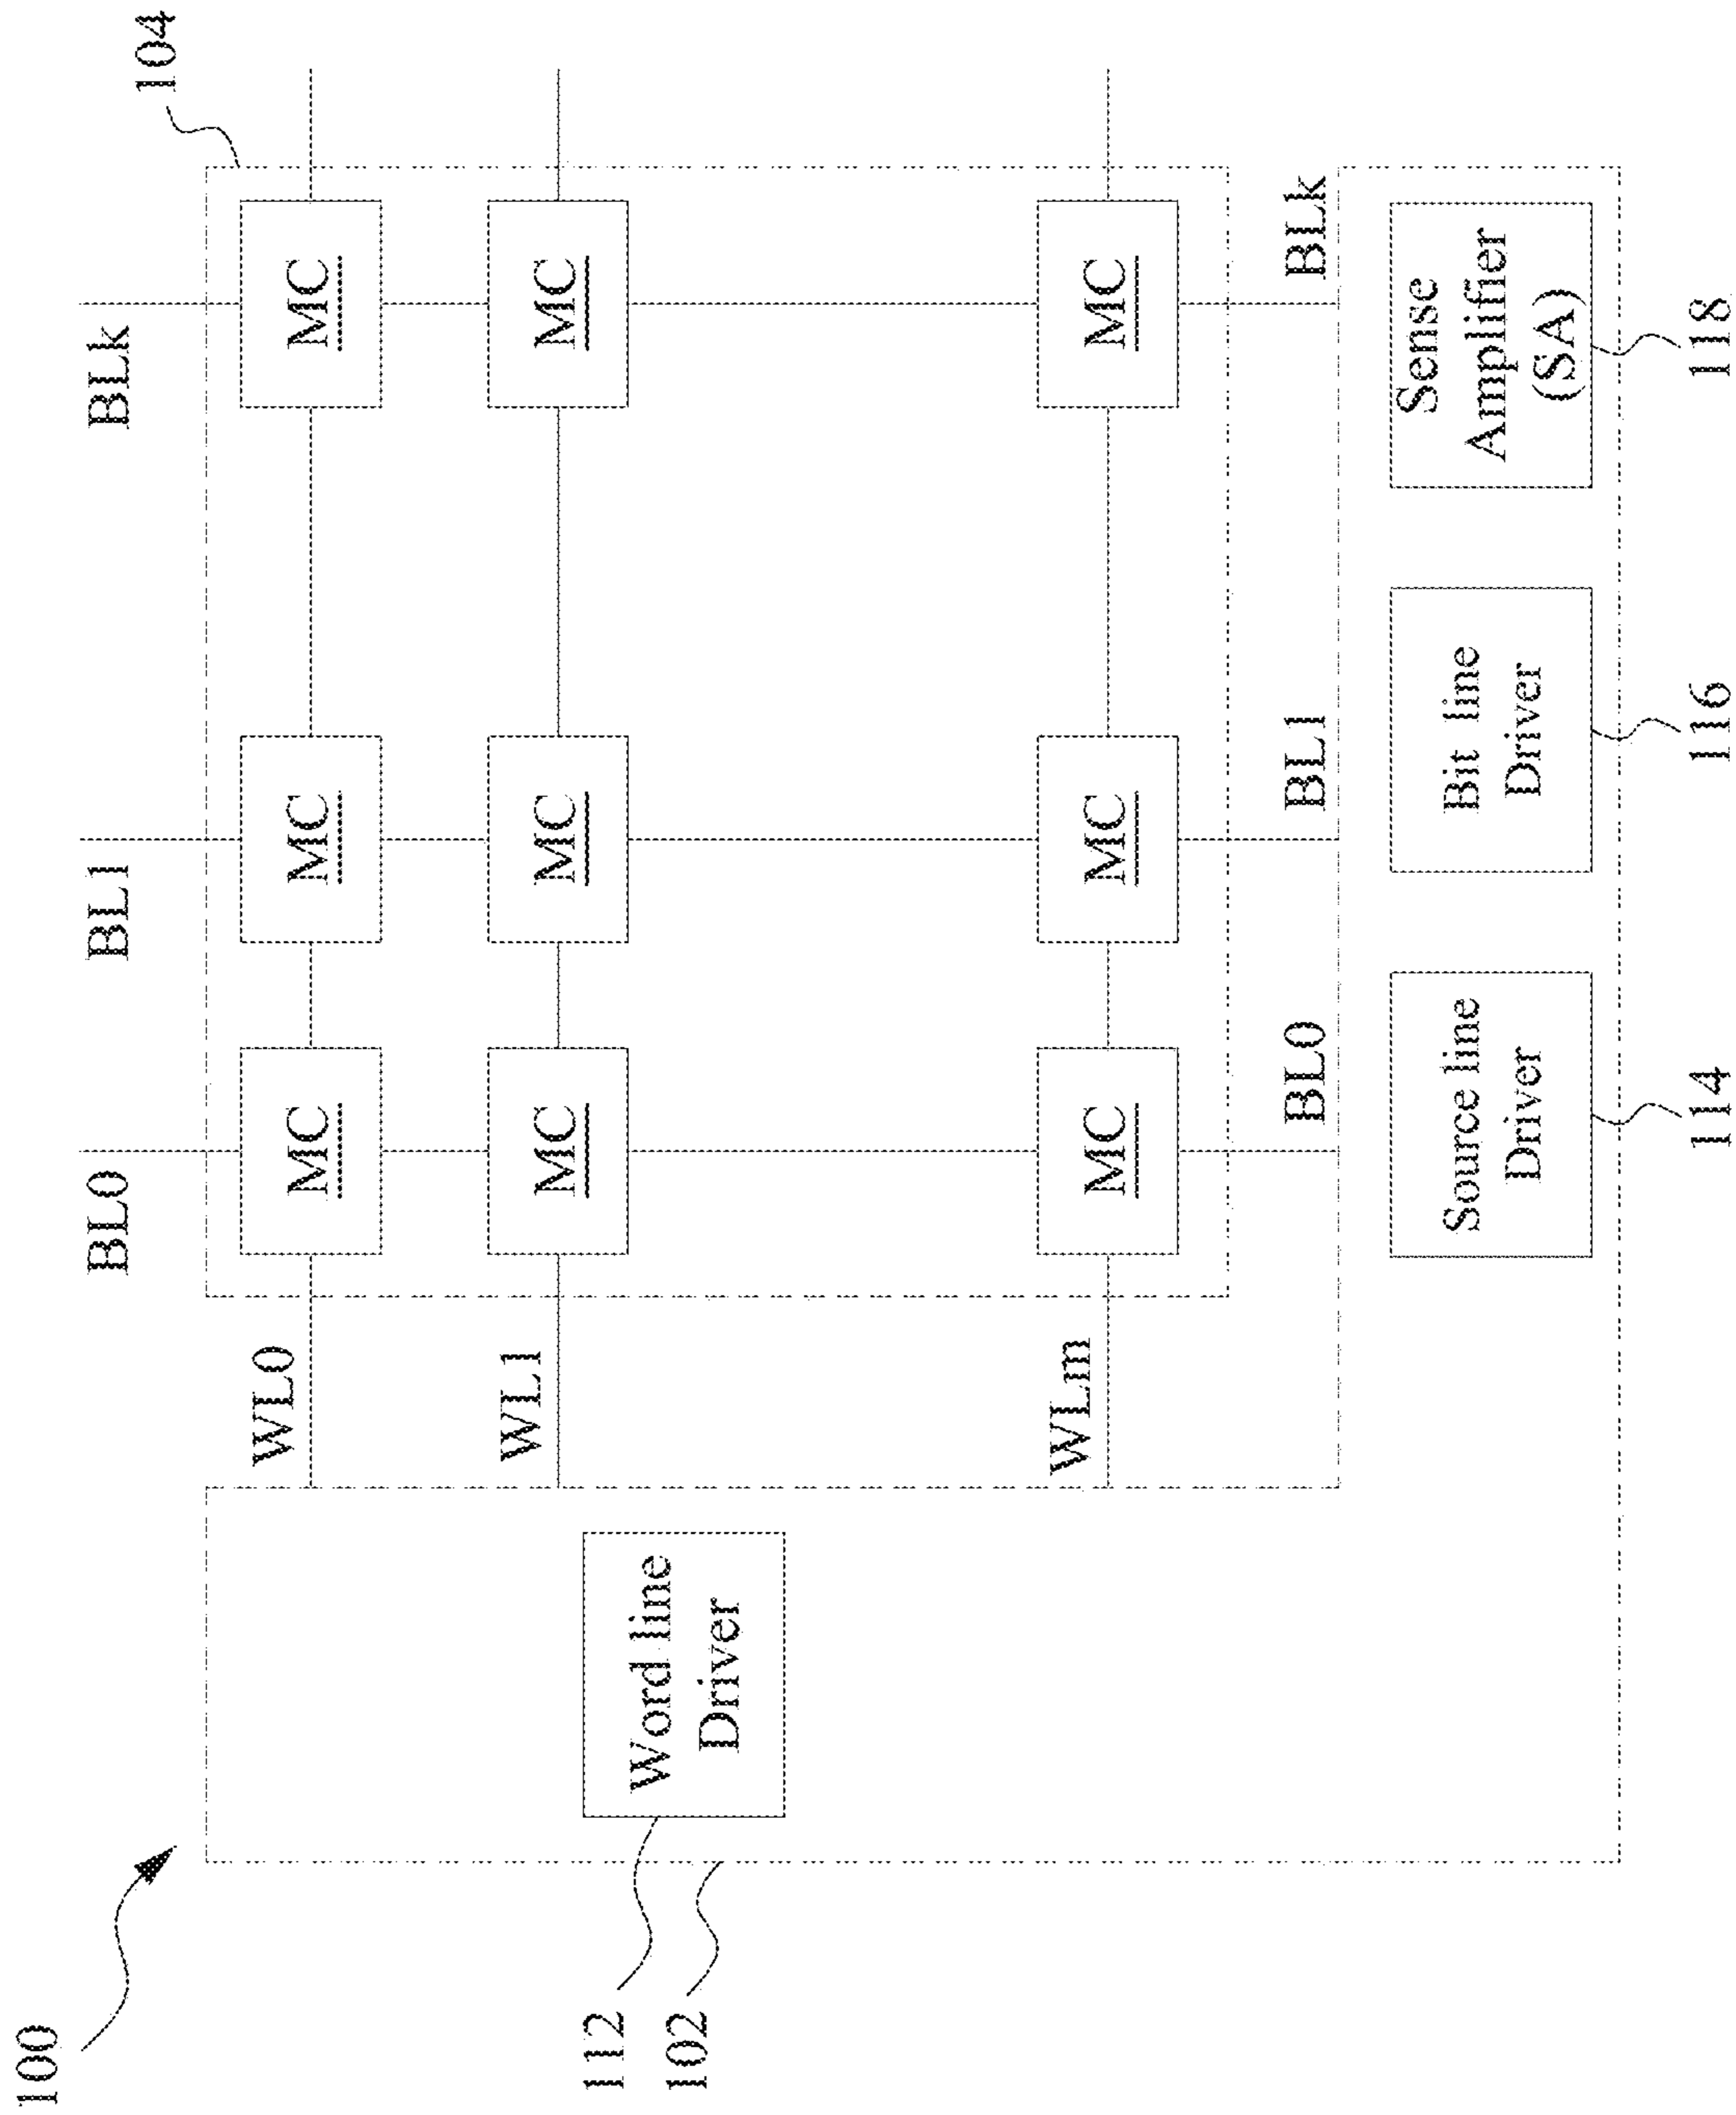 100
104
BL0
BL1
BLk
WL0
MC
MC
MC
WL1
MC
MC
MC
WLm
MC
MC
MC
BL0
BL1
BLk
112
Word line
Driver
102
Source line
Driver
Bit line
Driver
Sense
Amplifier
(SA)
114
116
118